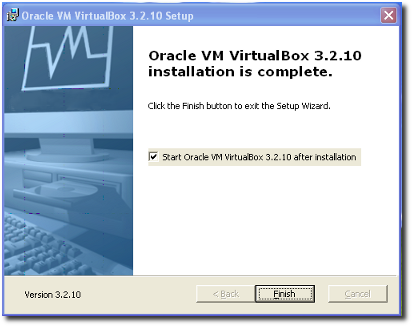 Oracle VM VirtualBox 3.2.10 Setup
Oracle VM VirtualBox 3.2.10
installation is complete.
Click the Finish button to exit the Setup Wizard.
Start Oracle VM VirtualBox 3.2.10 after installation
Version 3.2.10
< Back
Finish
Cancel